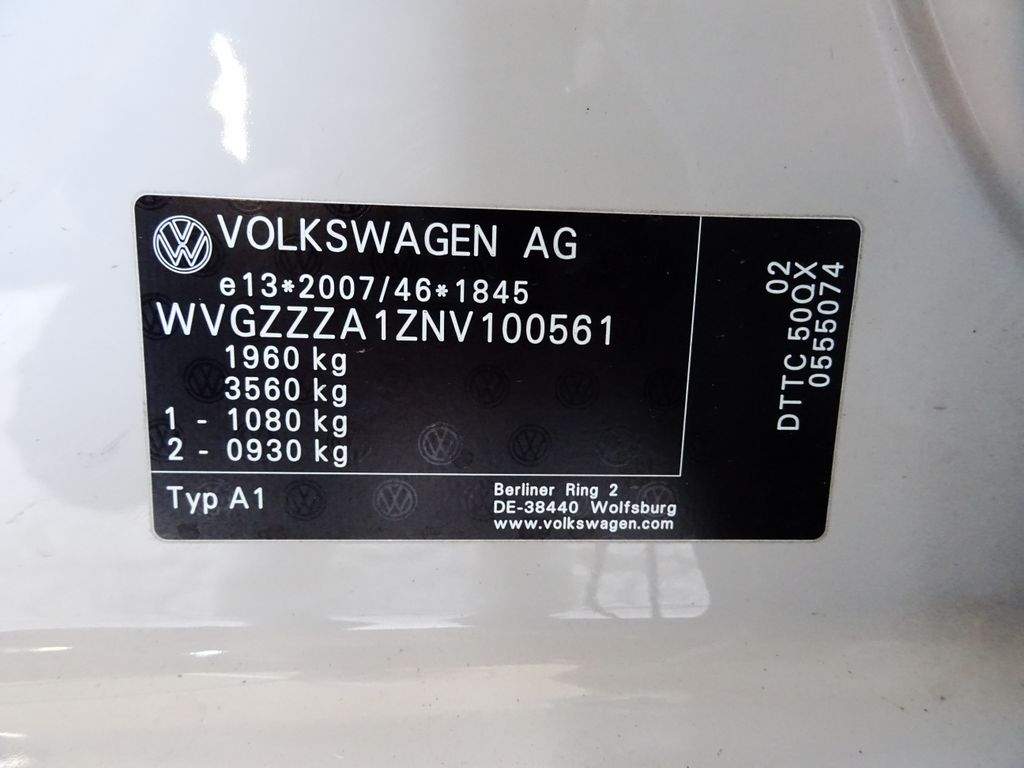 VOLKSWAGEN AG
e13*2007/46*1845
WVGZZZA1ZNV100561
1960 kg
3560 kg
1 - 1080 kg
2 - 0930 kg
Typ A1
Berliner Ring 2
DE-38440 Wolfsburg
www.volkswagen.com
02
DTTC 50QX
0555074